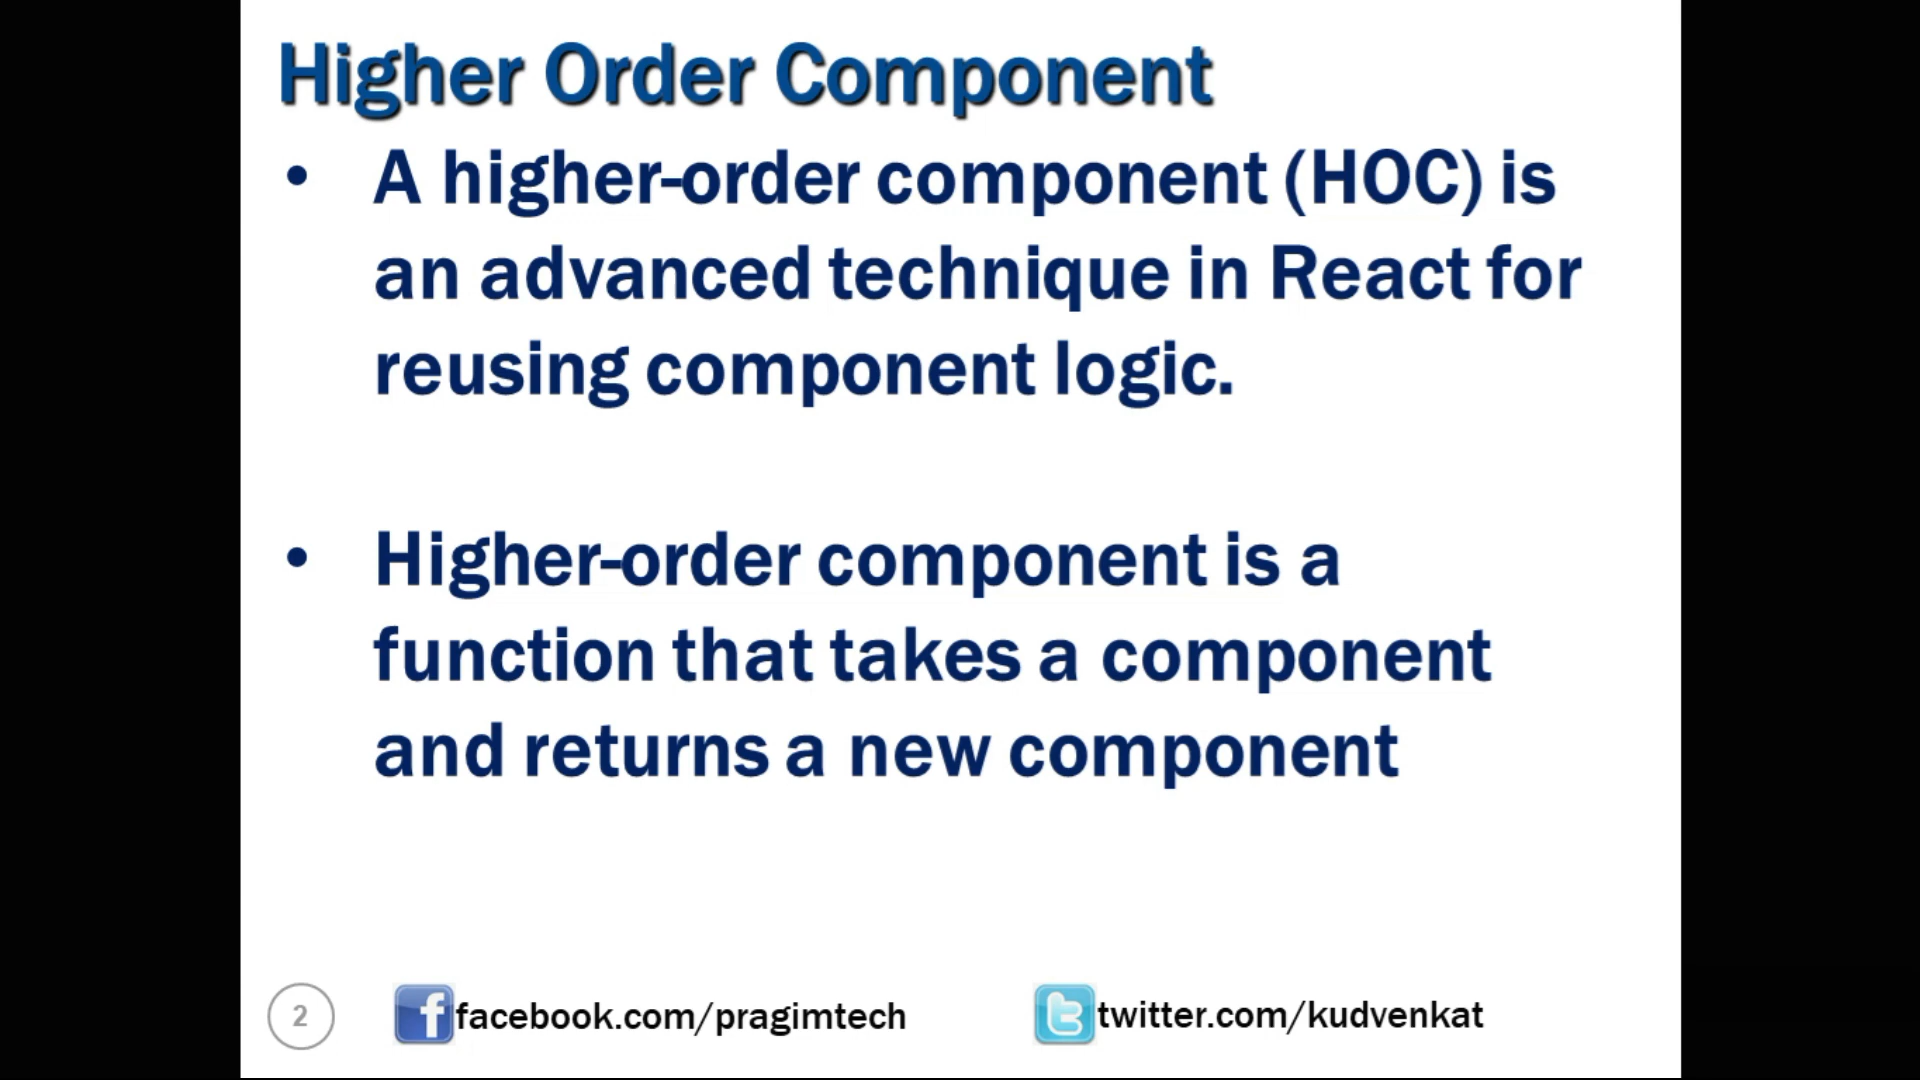 Higher Order Component
• A higher-order component (HOC) is
an advanced technique in React for
reusing component logic.
• Higher-order component is a
function that takes a component
and returns a new component
2 facebook.com/pragimtech twitter.com/kudvenkat